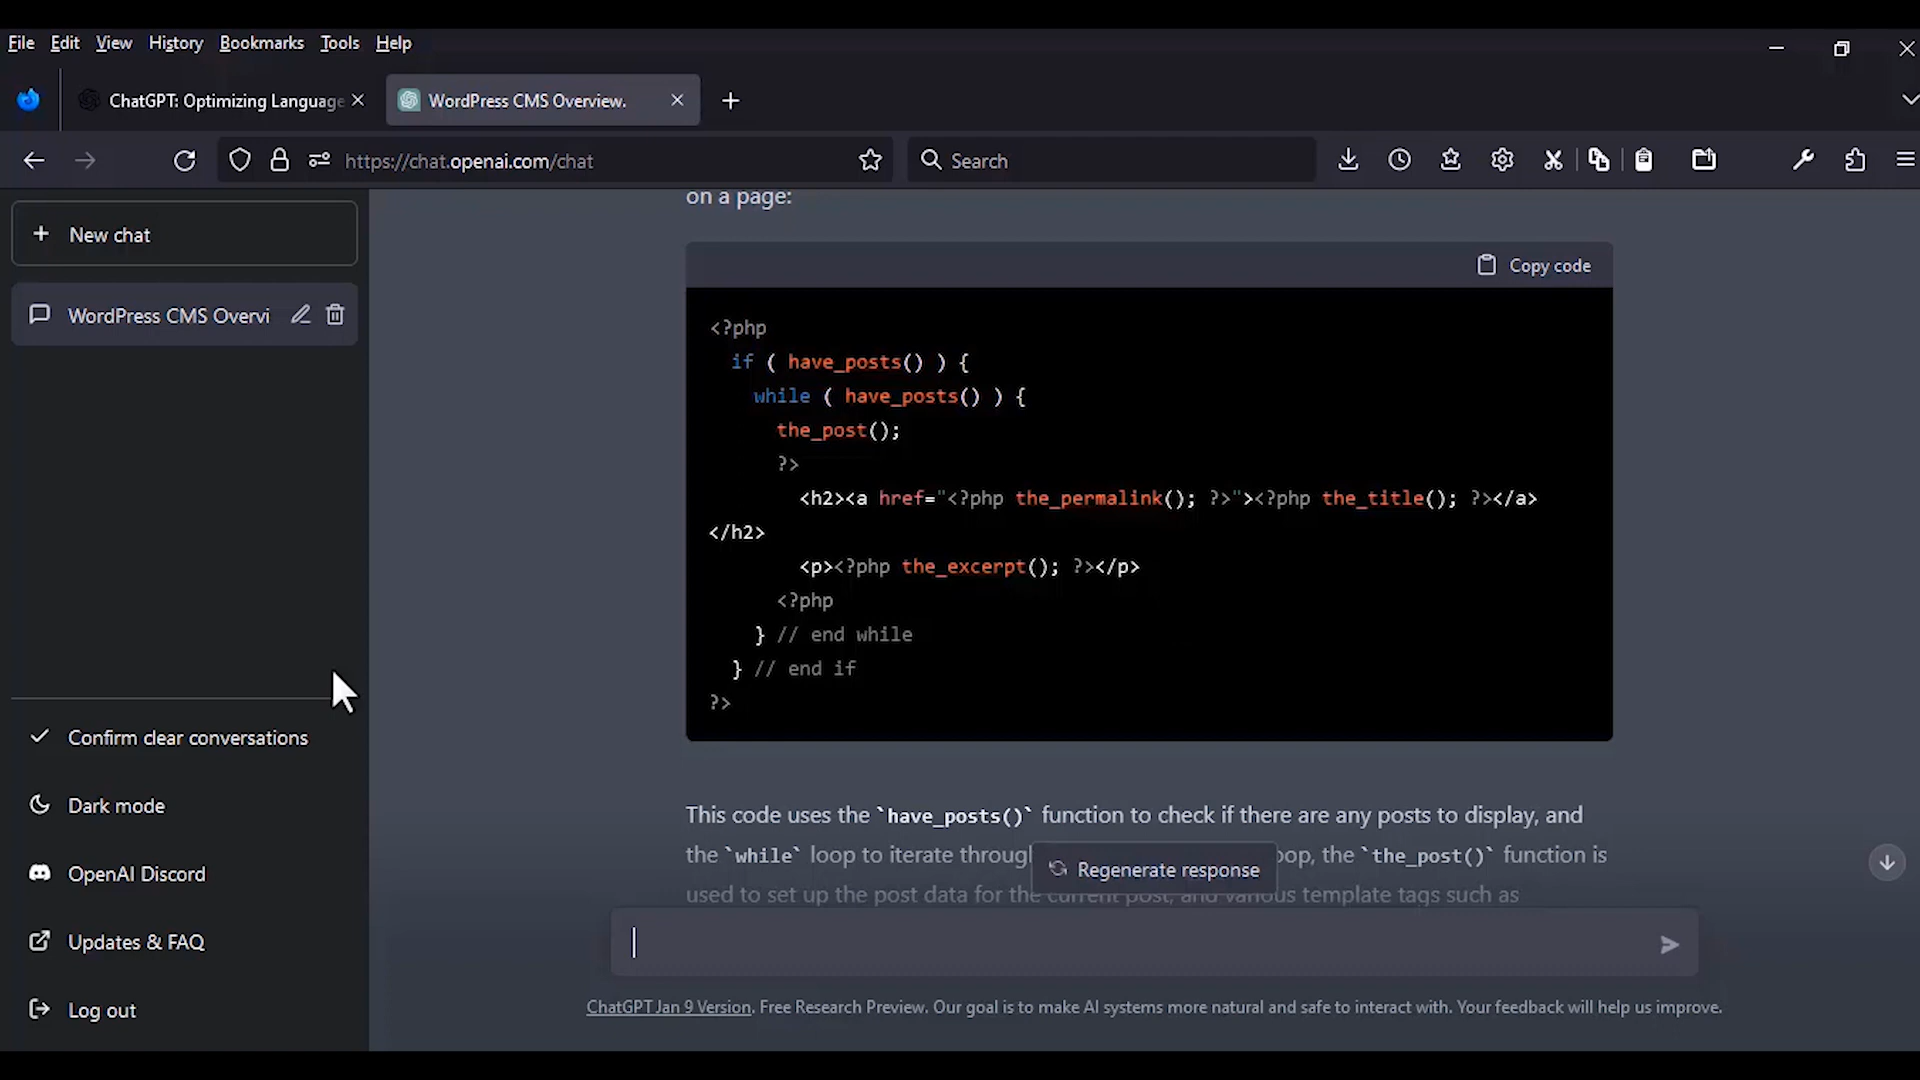 File Edit View History Bookmarks Tools Help
ChatGPT: Optimizing Language
WordPress CMS Overview.
https://chat.openai.com/chat
Search
New chat
WordPress CMS Overvi
Confirm clear conversations
Dark mode
OpenAI Discord
Updates & FAQ
Log out
on a page:
Copy code
<?php
if ( have_posts() ) {
while ( have_posts() ) {
the_post();
?>
<h2><a href="<?php the_permalink(); ?>"><?php the_title(); ?></a>
</h2>
<p><?php the_excerpt(); ?></p>
<?php
} // end while
} // end if
?>
This code uses the `have_posts()` function to check if there are any posts to display, and
the `while` loop to iterate through oop, the `the_post()` function is
Regenerate response
used to set up the post data for the current post, and various template tags such as
ChatGPT Jan 9 Version. Free Research Preview. Our goal is to make AI systems more natural and safe to interact with. Your feedback will help us improve.